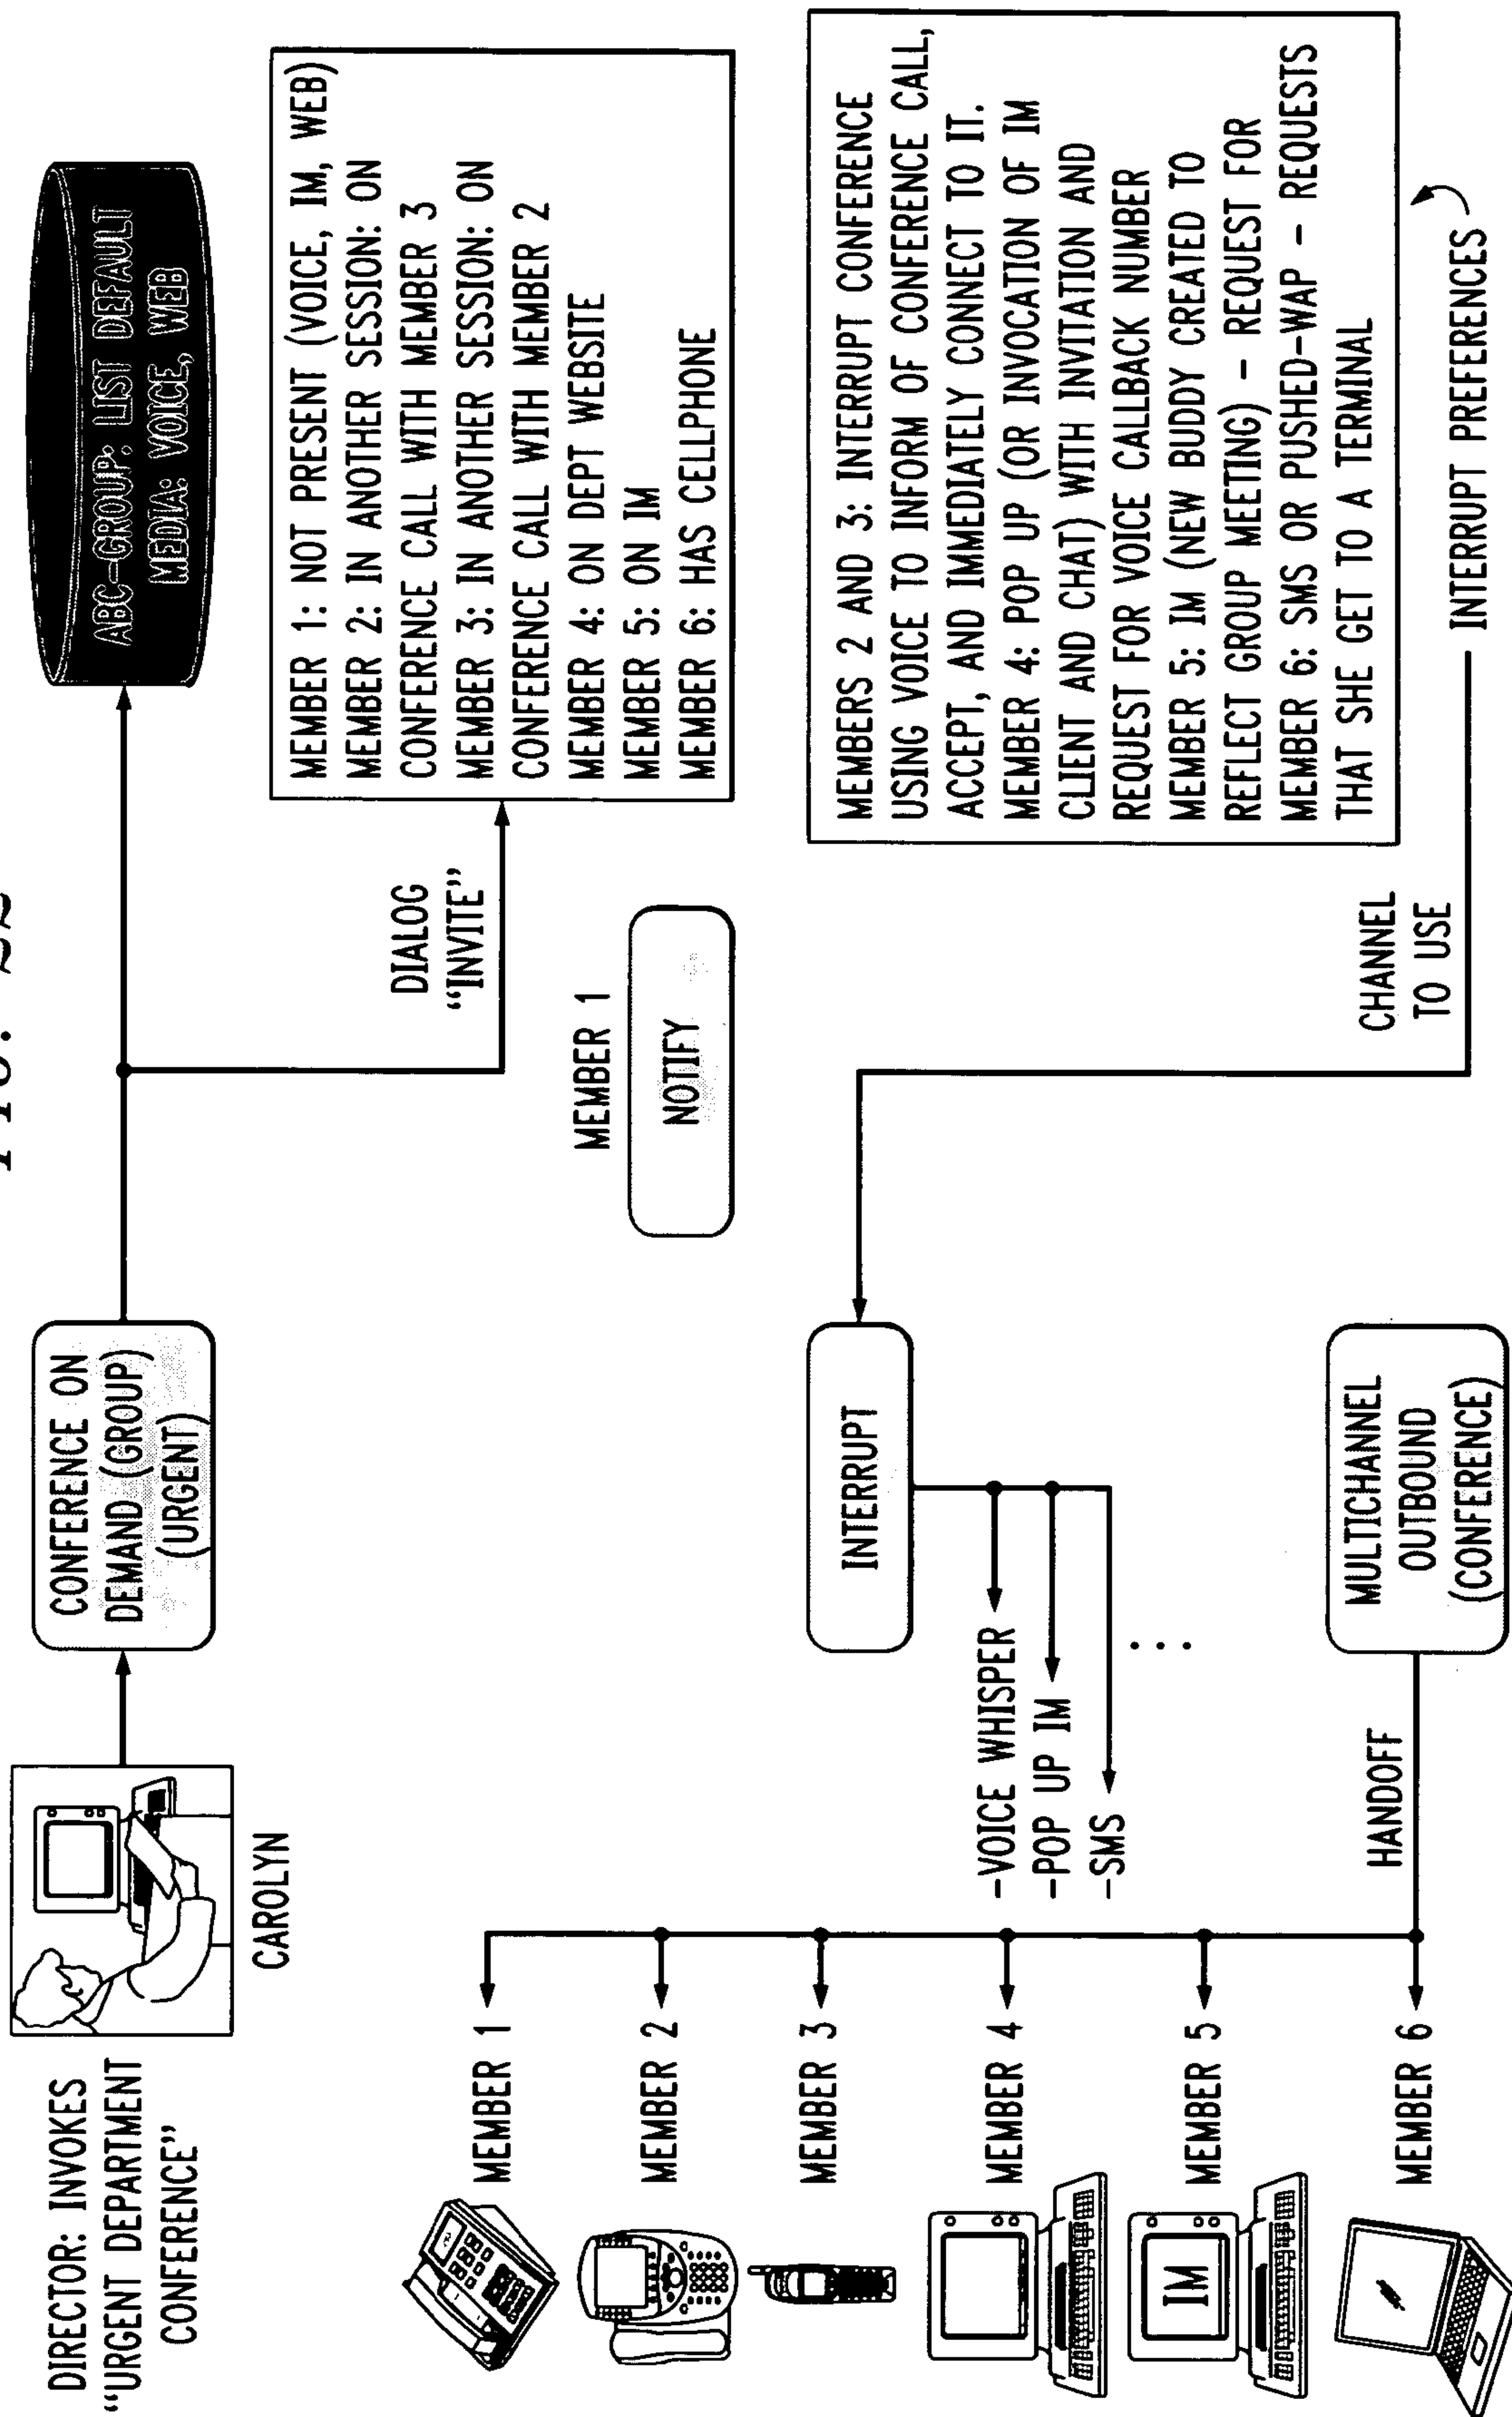 DIRECTOR: INVOKES
"URGENT DEPARTMENT
CONFERENCE"
CAROLYN
CONFERENCE ON
DEMAND (GROUP)
(URGENT)
ABC-GROUP: LIST DEFAULT
MEDIA: VOICE, WEB
DIALOG
"INVITE"
MEMBER 1: NOT PRESENT (VOICE, IM, WEB)
MEMBER 2: IN ANOTHER SESSION: ON
CONFERENCE CALL WITH MEMBER 3
MEMBER 3: IN ANOTHER SESSION: ON
CONFERENCE CALL WITH MEMBER 2
MEMBER 4: ON DEPT WEBSITE
MEMBER 5: ON IM
MEMBER 6: HAS CELLPHONE
MEMBER 1
NOTIFY
MEMBERS 2 AND 3: INTERRUPT CONFERENCE
USING VOICE TO INFORM OF CONFERENCE CALL,
ACCEPT, AND IMMEDIATELY CONNECT TO IT.
MEMBER 4: POP UP (OR INVOCATION OF IM
CLIENT AND CHAT) WITH INVITATION AND
REQUEST FOR VOICE CALLBACK NUMBER
MEMBER 5: IM (NEW BUDDY CREATED TO
REFLECT GROUP MEETING) - REQUEST FOR
MEMBER 6: SMS OR PUSHED-WAP - REQUESTS
THAT SHE GET TO A TERMINAL
INTERRUPT PREFERENCES
CHANNEL
TO USE
INTERRUPT
-VOICE WHISPER
-POP UP IM
-SMS
. . .
MULTICHANNEL
OUTBOUND
(CONFERENCE)
HANDOFF
MEMBER 1
MEMBER 2
MEMBER 3
MEMBER 4
MEMBER 5
IM
MEMBER 6